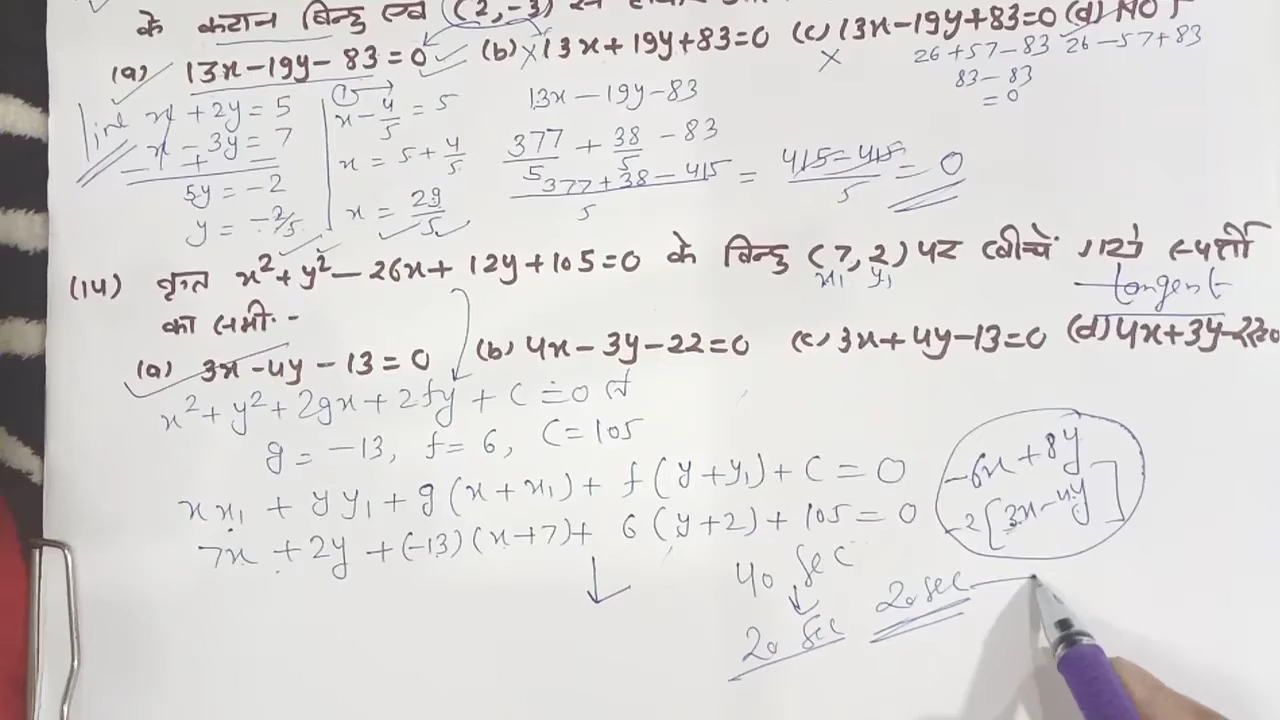 के कटान बिन्दु एवं (2,-3) से
(a) 13x-19y-83=0 (b) 13x+19y+83=0 (c) 13x-19y+83=0 (d) NOT
26+57-83 26-57+83
83-83
=0
line x+2y=5
x-3y=7
- + -
5y=-2
y=-2/5
x-4/5=5
x=5+4/5
x=29/5
13x-19y-83
377/5+38/5-83
377+38-415/5 = 415-415/5 = 0
(14) वृत्त x²+y²-26x+12y+105=0 के बिन्दु (7,2) पर खींचें गये स्पर्शी
x₁ y₁ tangent
का समी.-
(a) 3x-4y-13=0 (b) 4x-3y-22=0 (c) 3x+4y-13=0 (d) 4x+3y-22=0
x²+y²+2gx+2fy+C=0 से
g=-13, f=6, C=105
xx₁+yy₁+g(x+x₁)+f(y+y₁)+C=0
7x+2y+(-13)(x+7)+6(y+2)+105=0
-6x+8y
-2[3x-4y]
40 sec
20 sec 20 sec